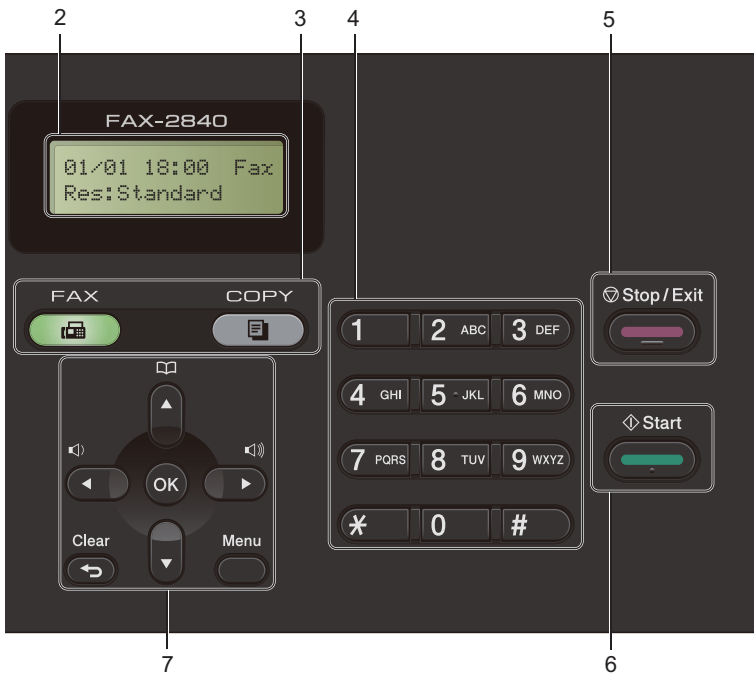 2 3 4 5
FAX-2840
01/01 18:00 Fax
Res:Standard
FAX COPY
Stop/Exit
1 2 ABC 3 DEF
4 GHI 5 JKL 6 MNO
Start
7 PQRS 8 TUV 9 WXYZ
OK
* 0 #
Clear Menu
7 6